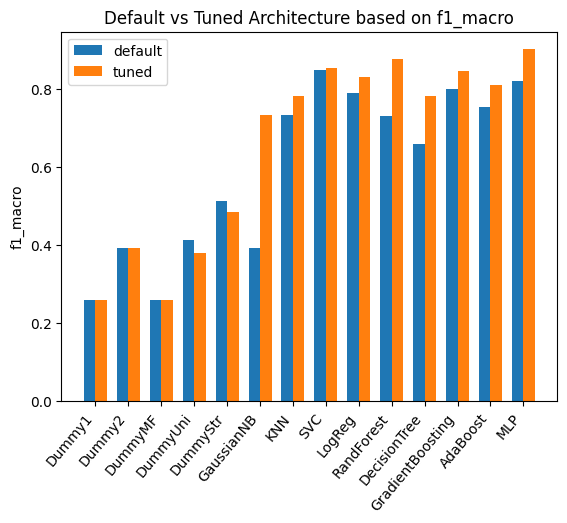 Default vs Tuned Architecture based on f1_macro
default
tuned
f1_macro
0.8
0.6
0.4
0.2
0.0
Dummy1
Dummy2
DummyMF
DummyUni
DummyStr
GaussianNB
KNN
SVC
LogReg
RandForest
DecisionTree
GradientBoosting
AdaBoost
MLP